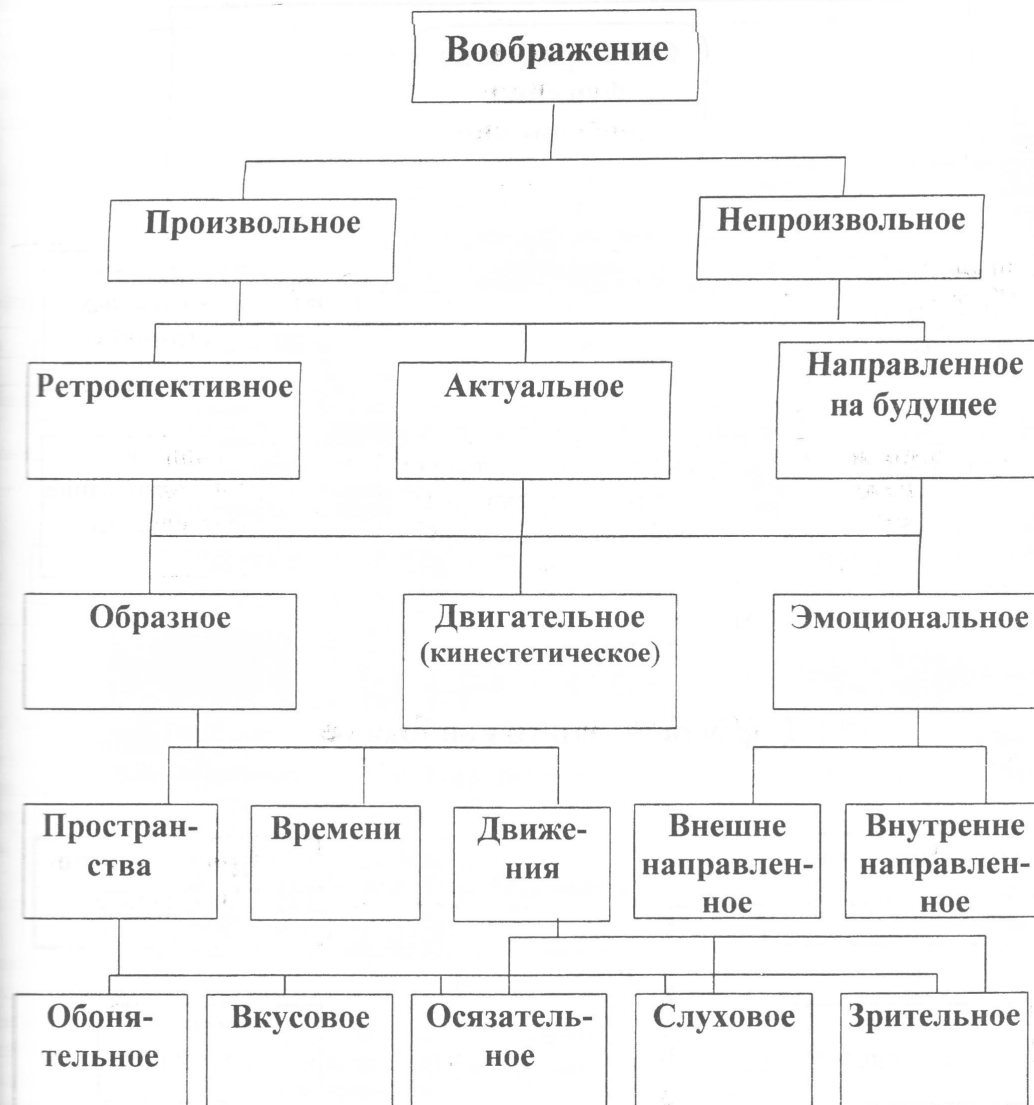 Воображение
Произвольное
Непроизвольное
Ретроспективное
Актуальное
Направленное
на будущее
Образное
Двигательное
(кинестетическое)
Эмоциональное
Простран-
ства
Времени
Движе-
ния
Внешне
направлен-
ное
Внутренне
направлен-
ное
Обоня-
тельное
Вкусовое
Осязатель-
ное
Слуховое
Зрительное